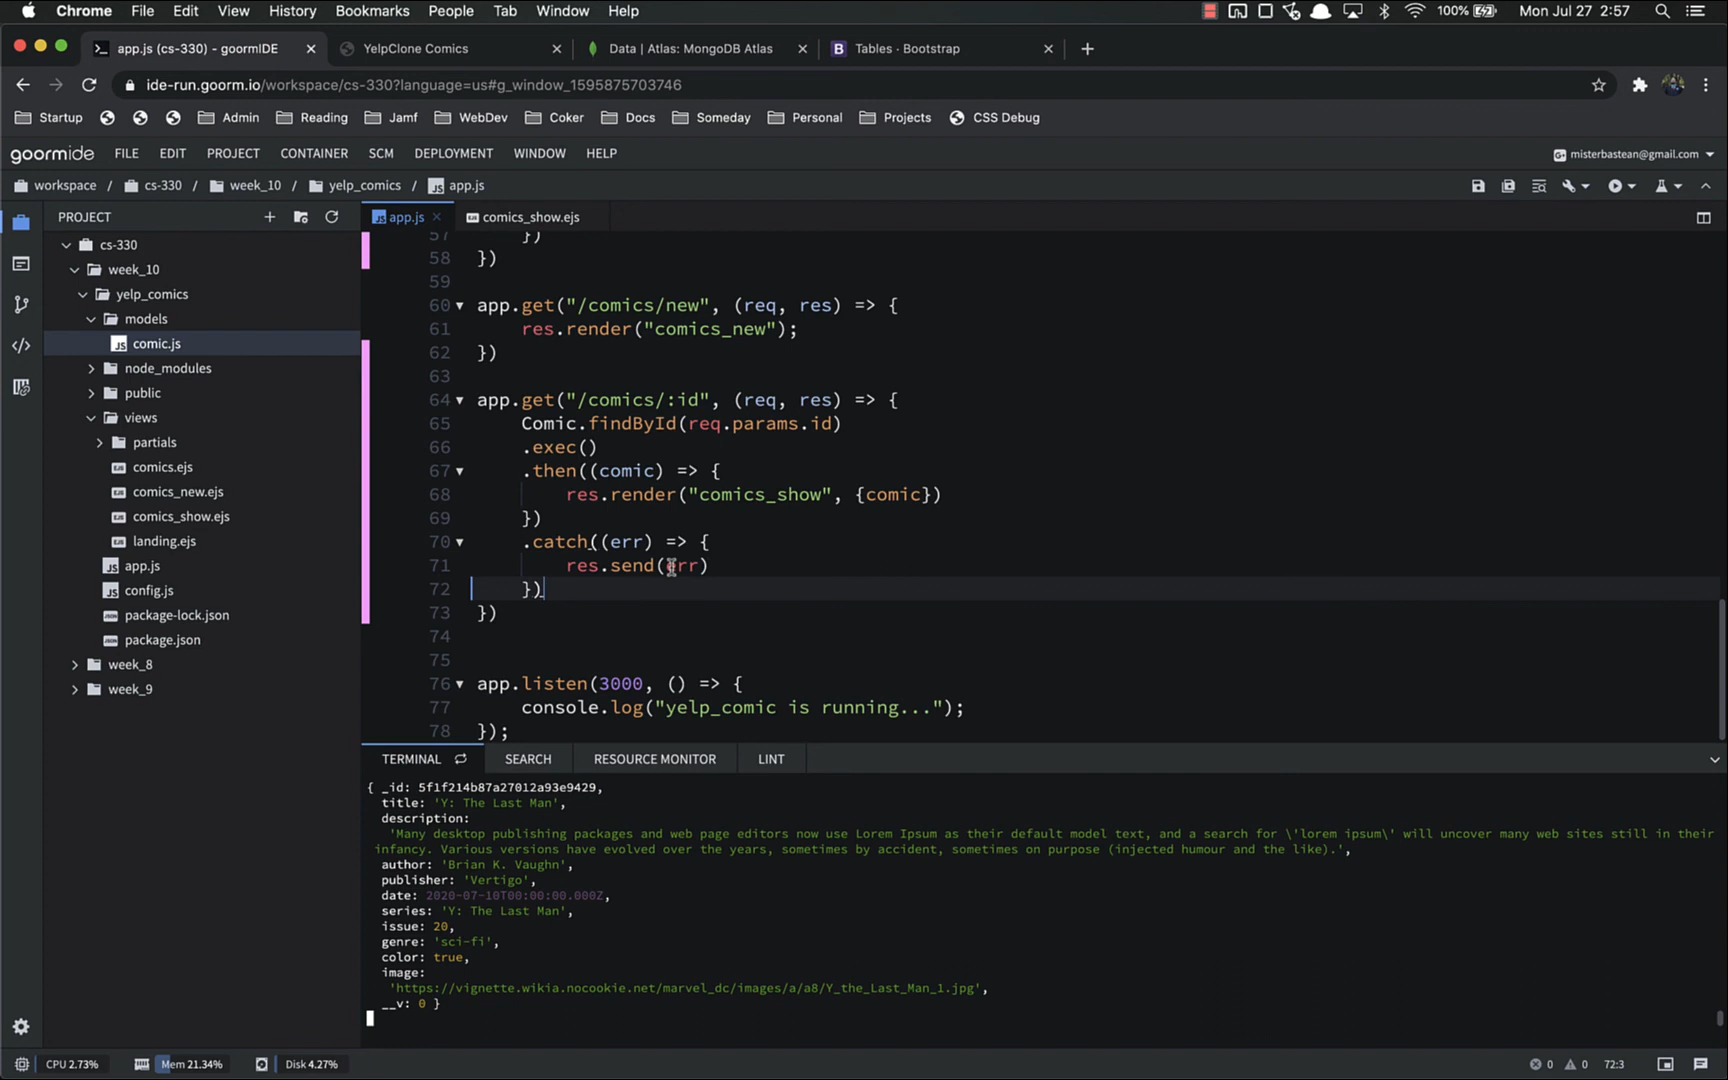 Chrome File Edit View History Bookmarks People Tab Window Help 100% Mon Jul 27 2:57
app.js (cs-330) - goormIDE YelpClone Comics Data | Atlas: MongoDB Atlas B Tables · Bootstrap
ide-run.goorm.io/workspace/cs-330?language=us#g_window_1595875703746
Startup Admin Reading Jamf WebDev Coker Docs Someday Personal Projects CSS Debug
goormide FILE EDIT PROJECT CONTAINER SCM DEPLOYMENT WINDOW HELP misterbastean@gmail.com
workspace / cs-330 / week_10 / yelp_comics / JS app.js
PROJECT
cs-330
week_10
yelp_comics
models
JS comic.js
node_modules
public
views
partials
EJS comics.ejs
EJS comics_new.ejs
EJS comics_show.ejs
EJS landing.ejs
JS app.js
JS config.js
package-lock.json
package.json
week_8
week_9
JS app.js EJS comics_show.ejs
57 })
58 })
59
60 app.get("/comics/new", (req, res) => {
61 res.render("comics_new");
62 })
63
64 app.get("/comics/:id", (req, res) => {
65 Comic.findById(req.params.id)
66 .exec()
67 .then((comic) => {
68 res.render("comics_show", {comic})
69 })
70 .catch((err) => {
71 res.send(err)
72 })
73 })
74
75
76 app.listen(3000, () => {
77 console.log("yelp_comic is running...");
78 });
TERMINAL SEARCH RESOURCE MONITOR LINT
{ _id: 5f1f214b87a27012a93e9429,
title: 'Y: The Last Man',
description:
'Many desktop publishing packages and web page editors now use Lorem Ipsum as their default model text, and a search for \'lorem ipsum\' will uncover many web sites still in their
infancy. Various versions have evolved over the years, sometimes by accident, sometimes on purpose (injected humour and the like).',
author: 'Brian K. Vaughn',
publisher: 'Vertigo',
date: 2020-07-10T00:00:00.000Z,
series: 'Y: The Last Man',
issue: 20,
genre: 'sci-fi',
color: true,
image:
'https://vignette.wikia.nocookie.net/marvel_dc/images/a/a8/Y_the_Last_Man_1.jpg',
__v: 0 }
CPU 2.73% Mem 21.34% Disk 4.27% 0 0 72:3